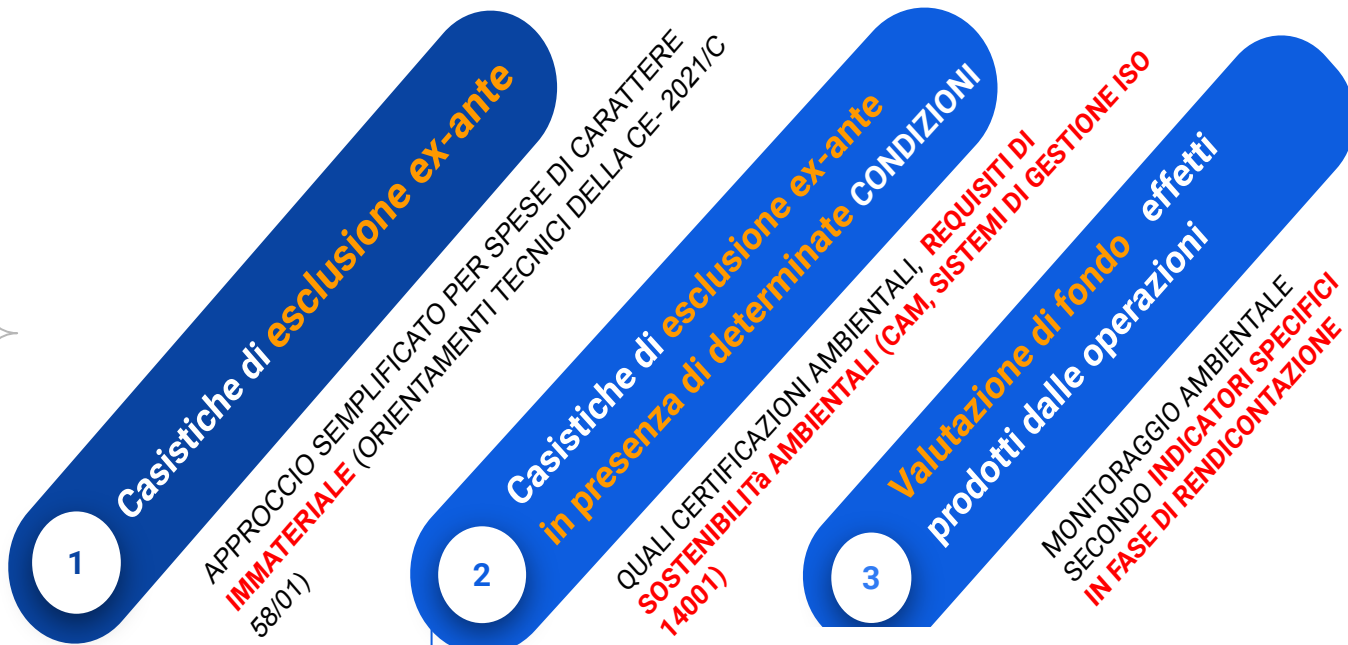 1
Casistiche di esclusione ex-ante
APPROCCIO SEMPLIFICATO PER SPESE DI CARATTERE
IMMATERIALE (ORIENTAMENTI TECNICI DELLA CE- 2021/C
58/01)
2
Casistiche di esclusione ex-ante
in presenza di determinate CONDIZIONI
QUALI CERTIFICAZIONI AMBIENTALI, REQUISITI DI
SOSTENIBILITà AMBIENTALI (CAM, SISTEMI DI GESTIONE ISO
14001)
3
Valutazione di fondo effetti
prodotti dalle operazioni
MONITORAGGIO AMBIENTALE
SECONDO INDICATORI SPECIFICI
IN FASE DI RENDICONTAZIONE